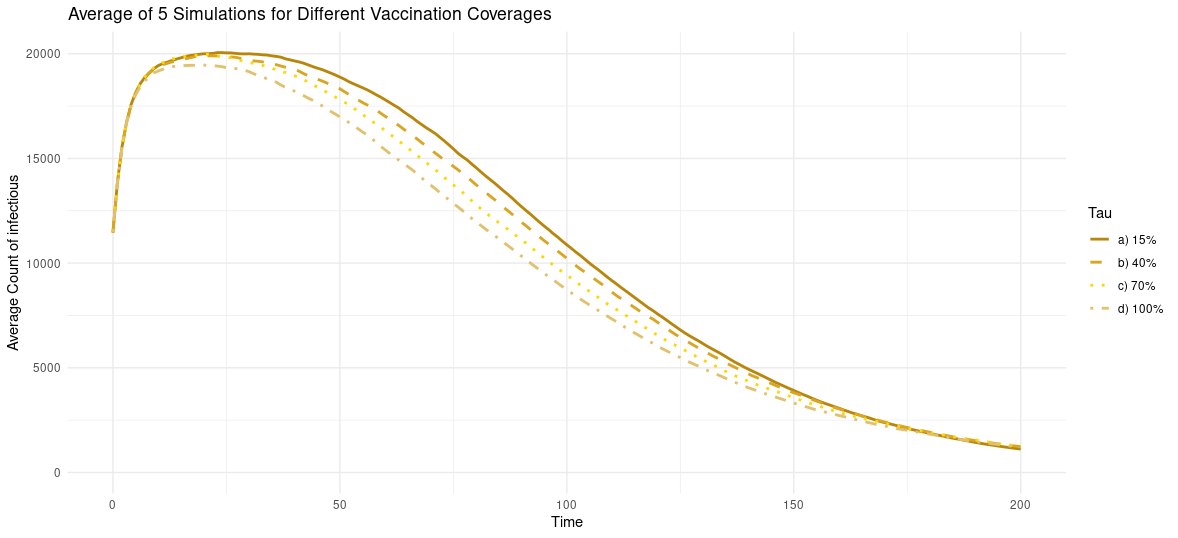 Average of 5 Simulations for Different Vaccination Coverages
Average Count of infectious
20000
15000
10000
5000
0
0
50
100
150
200
Time
Tau
a) 15%
b) 40%
c) 70%
d) 100%